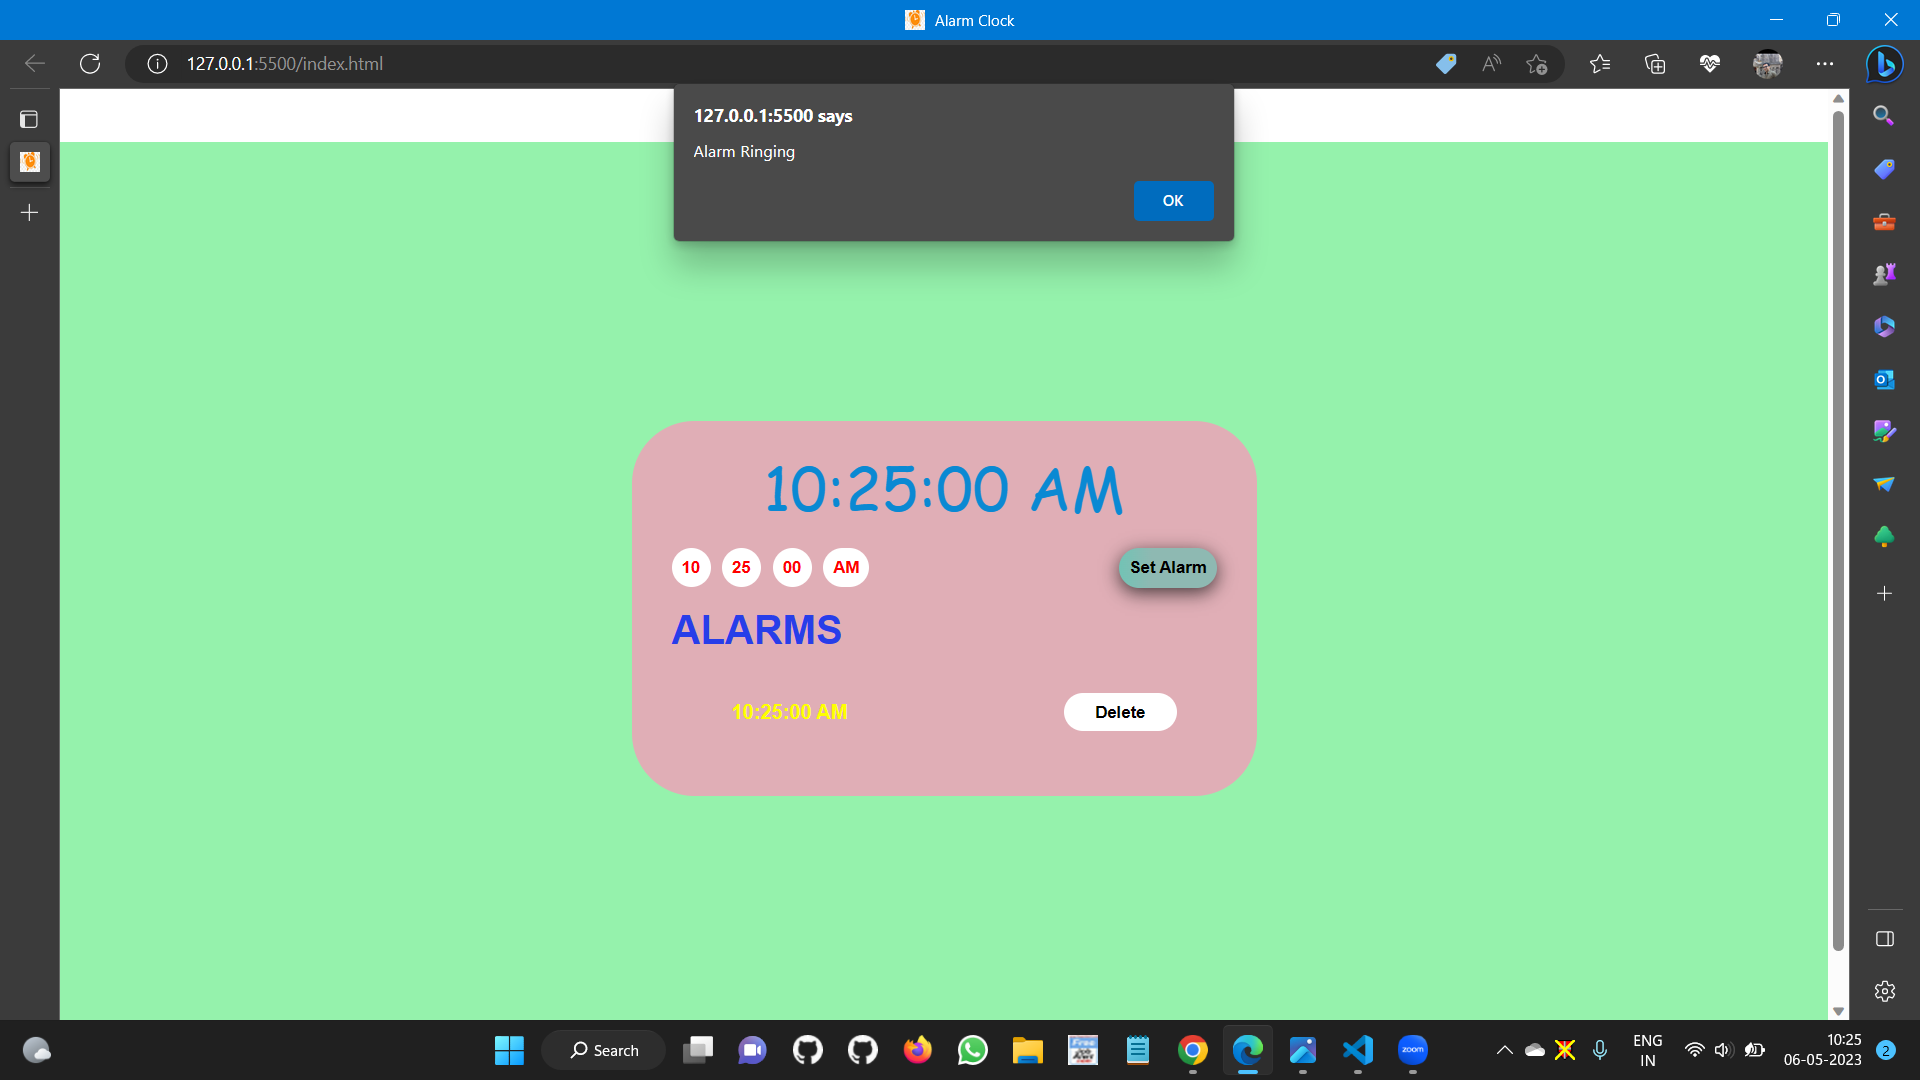 Alarm Clock
127.0.0.1:5500/index.html
127.0.0.1:5500 says
Alarm Ringing
OK
10:25:00 AM
10 25 00 AM Set Alarm
ALARMS
10:25:00 AM Delete
Search
zoom
ENG
IN
10:25
06-05-2023
2